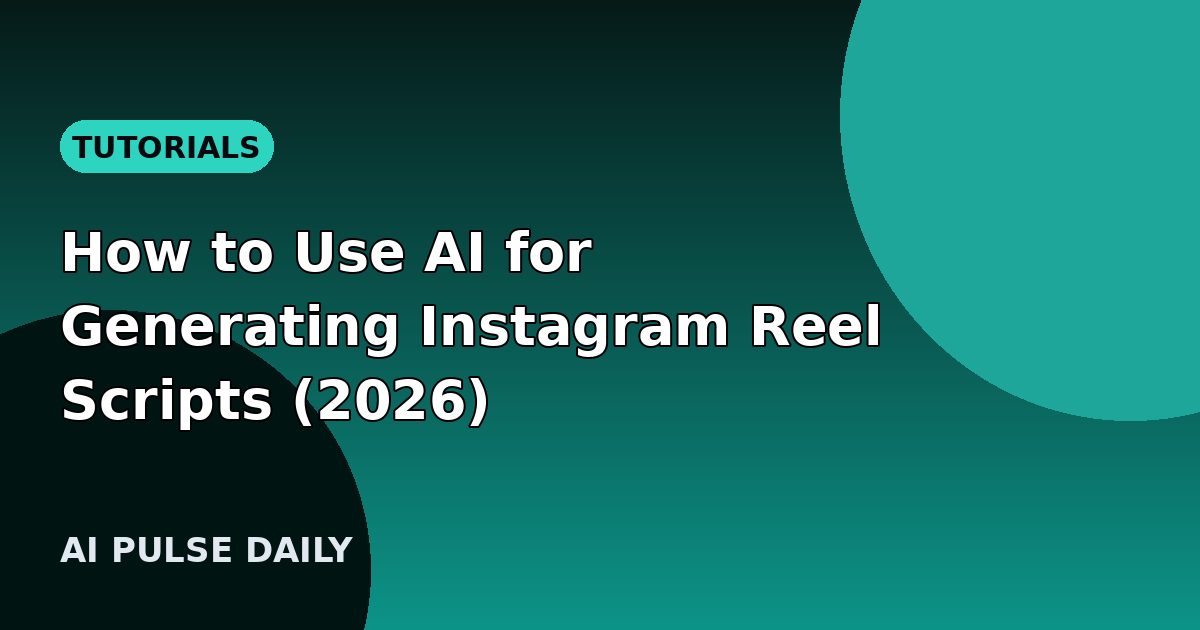 TUTORIALS
How to Use AI for
Generating Instagram Reel
Scripts (2026)
AI PULSE DAILY